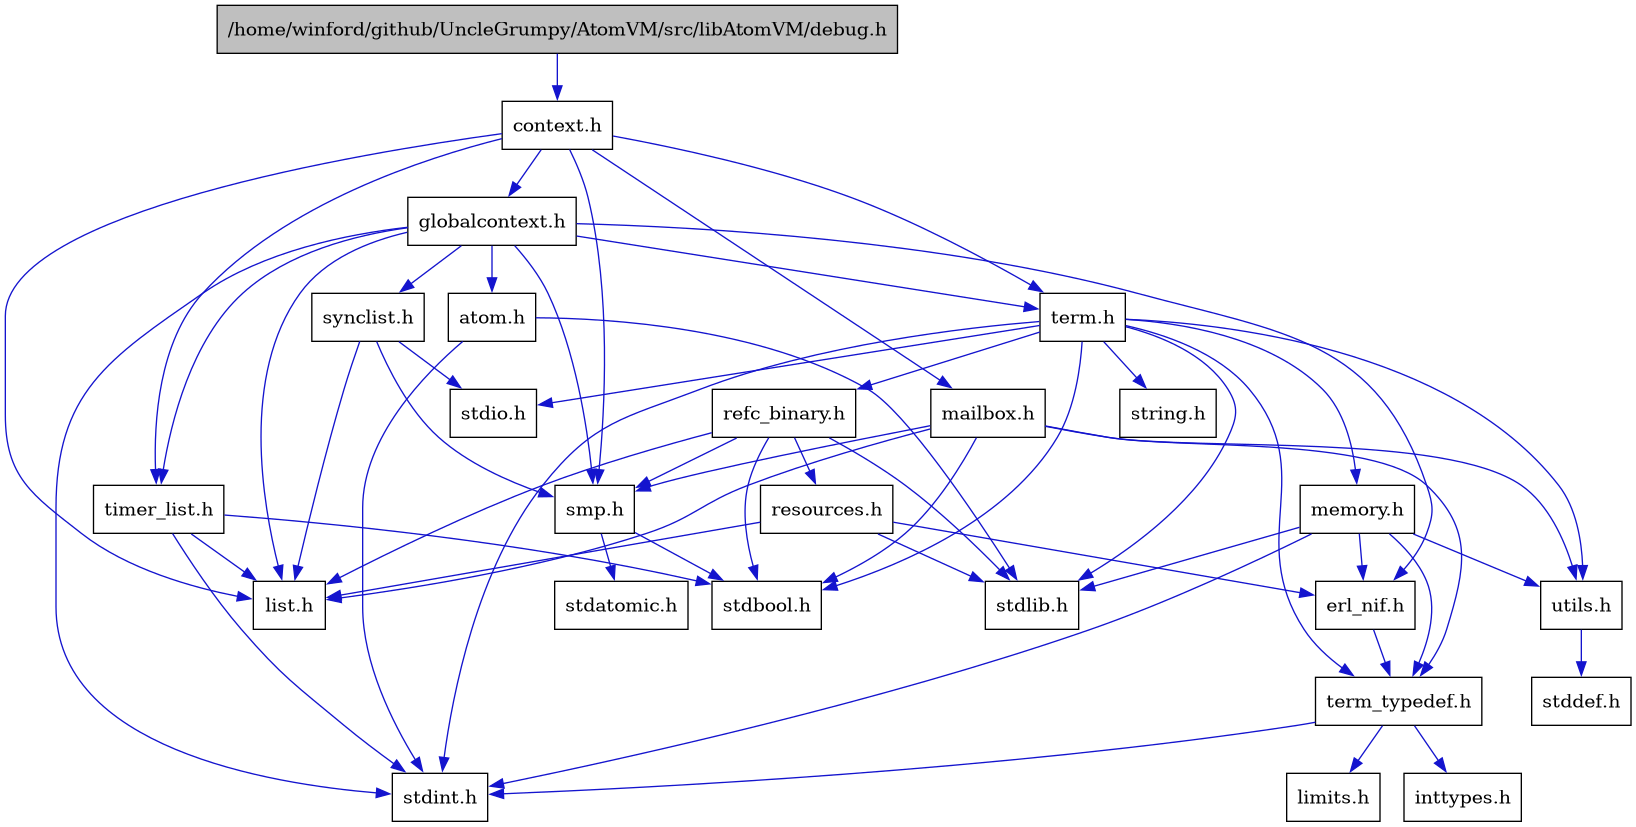 /home/winford/github/UncleGrumpy/AtomVM/src/libAtomVM/debug.h
context.h
globalcontext.h
synclist.h
atom.h
term.h
stdio.h
refc_binary.h
mailbox.h
string.h
timer_list.h
smp.h
resources.h
memory.h
list.h
stdatomic.h
stdbool.h
stdlib.h
erl_nif.h
utils.h
term_typedef.h
stddef.h
stdint.h
limits.h
inttypes.h